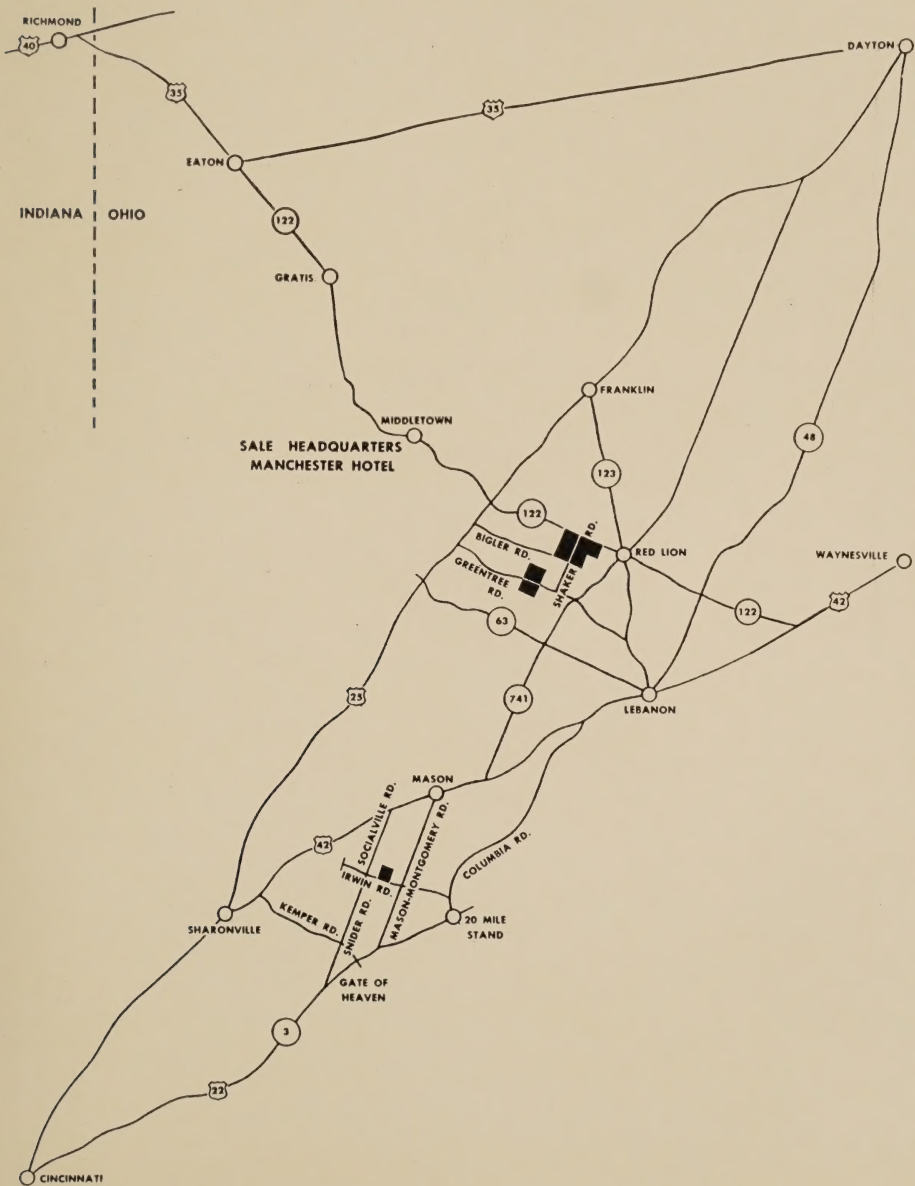 RICHMOND
40
DAYTON
35
35
EATON
INDIANA OHIO
122
GRATIS
FRANKLIN
MIDDLETOWN
SALE HEADQUARTERS
MANCHESTER HOTEL
48
123
122
BIGLER RD.
SHAKER RD.
RED LION
WAYNESVILLE
GREENTREE
RD.
122
42
63
25
741
LEBANON
MASON
SOCIALVILLE RD.
42
MASON-MONTGOMERY RD.
COLUMBIA RD.
IRWIN RD.
KEMPER RD.
SNIDER RD.
SHARONVILLE
20 MILE
STAND
GATE OF
HEAVEN
3
22
CINCINNATI